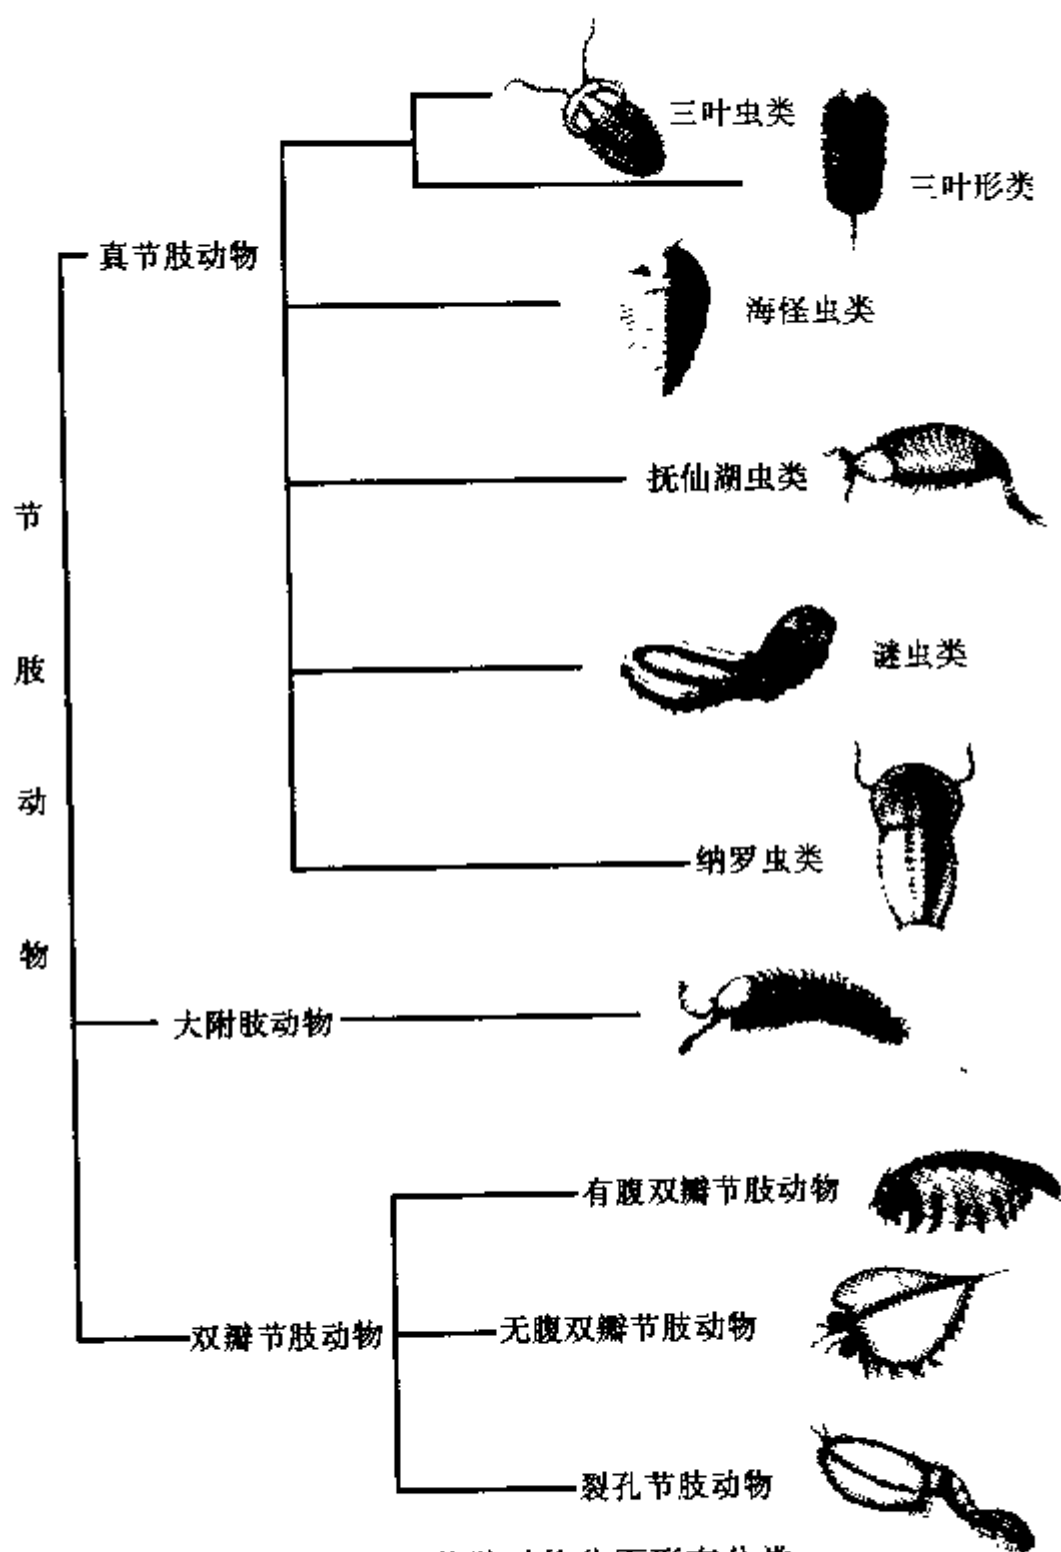 三叶虫类
三叶形类
真节肢动物
海怪虫类
抚仙湖虫类
节肢动物
谜虫类
纳罗虫类
大附肢动物
有腹双瓣节肢动物
无腹双瓣节肢动物
双瓣节肢动物
裂孔节肢动物